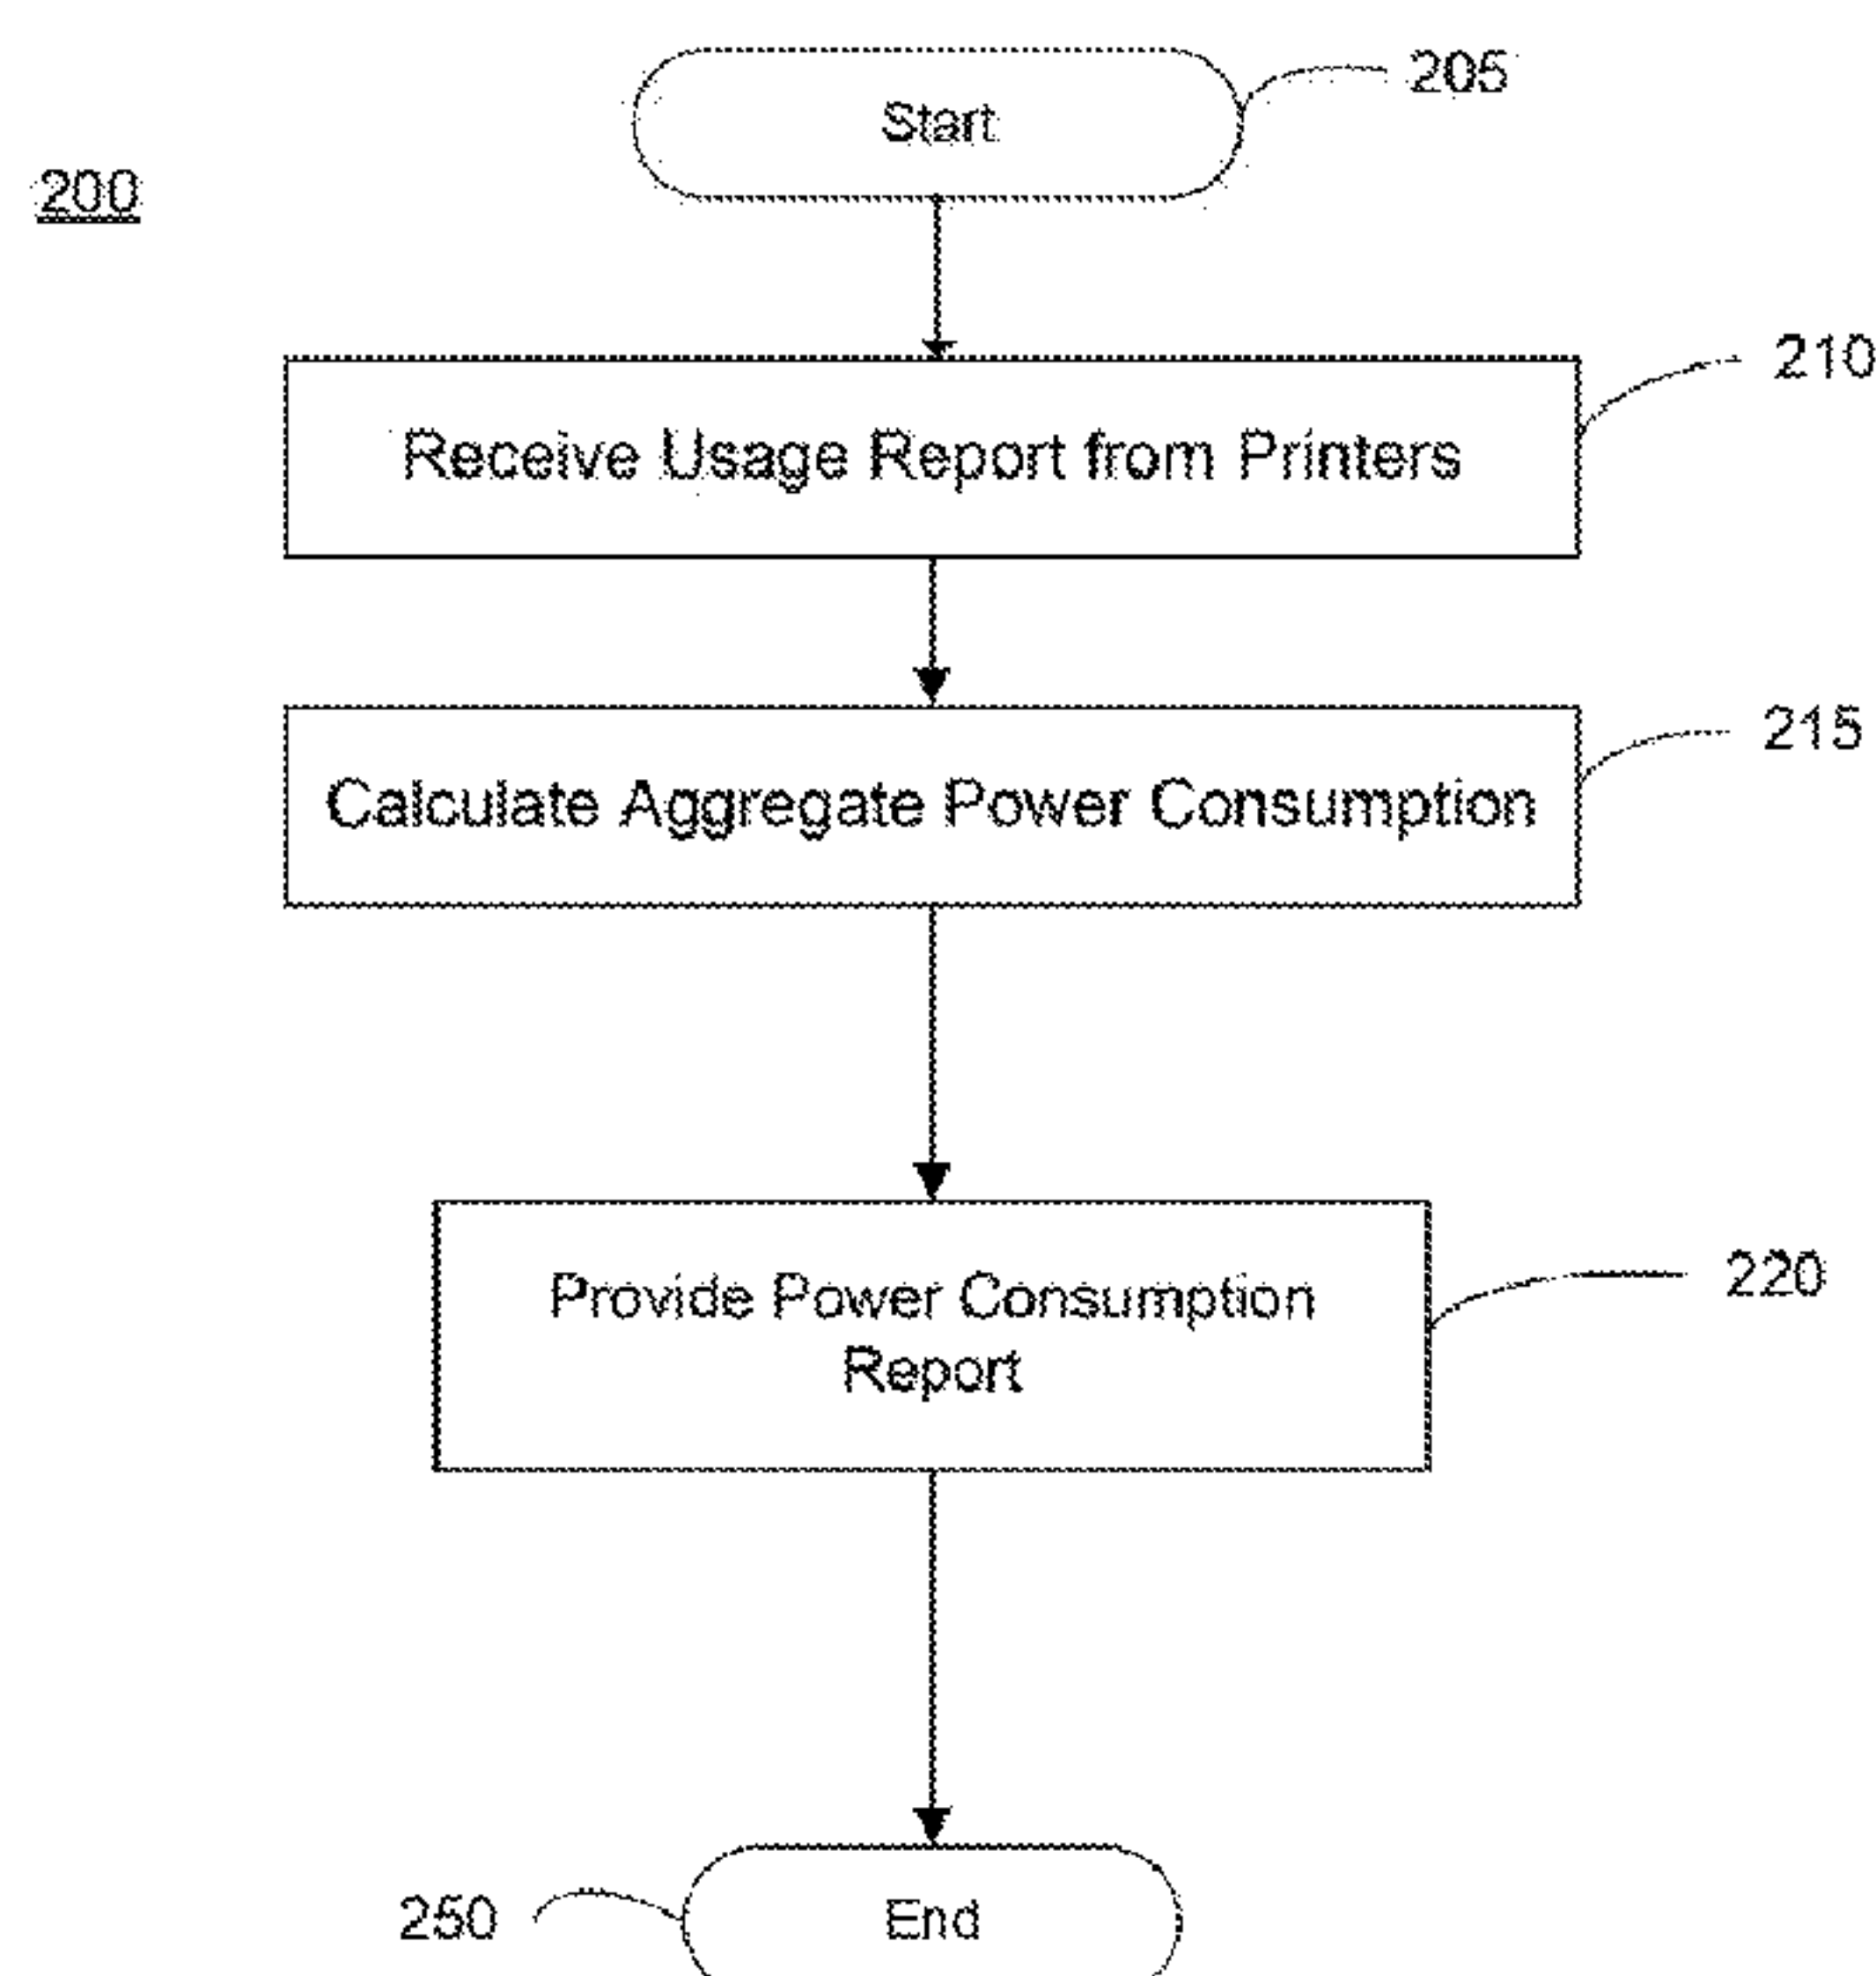 205
Start
200
210
Receive Usage Report from Printers
215
Calculate Aggregate Power Consumption
220
Provide Power Consumption
Report
250
End